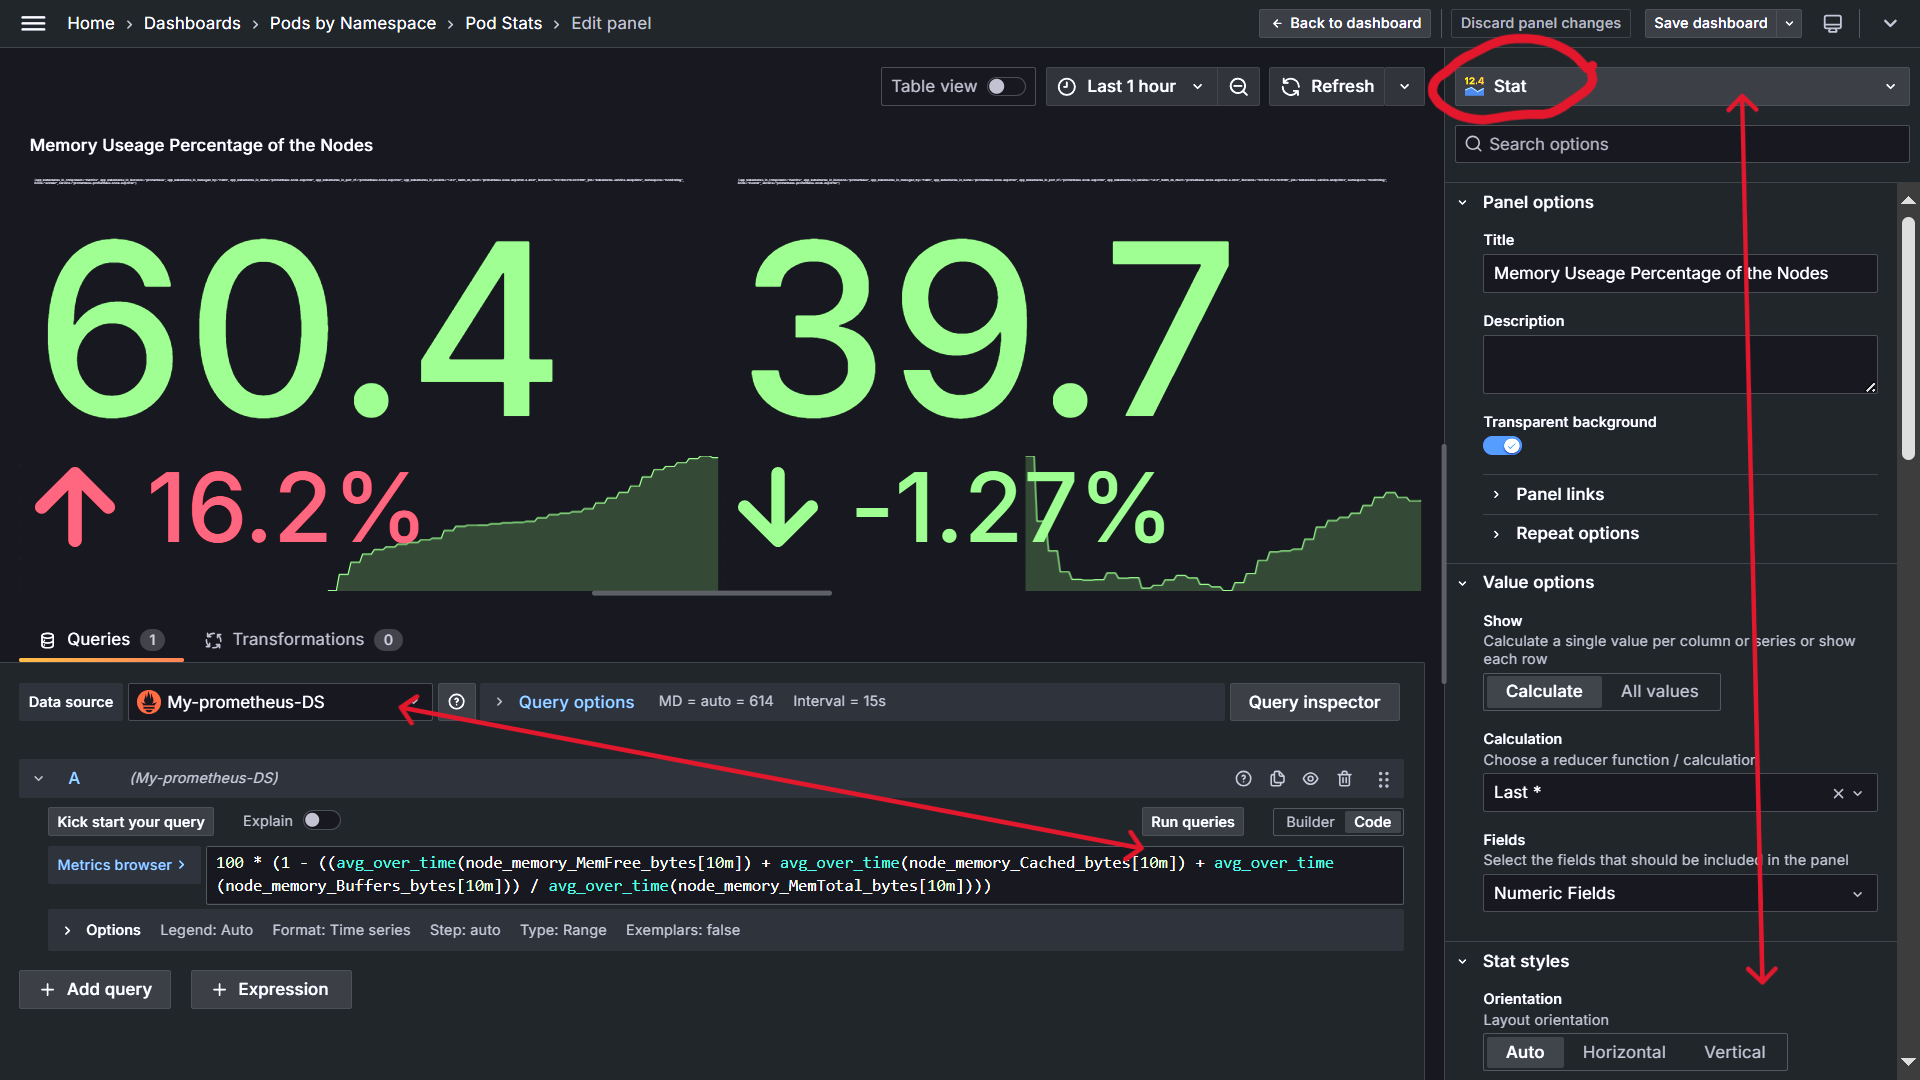 Home › Dashboards › Pods by Namespace › Pod Stats › Edit panel
← Back to dashboard
Discard panel changes
Save dashboard
Table view
Last 1 hour
Refresh
12.4 Stat
Search options
Memory Useage Percentage of the Nodes
60.4
39.7
16.2%
-1.27%
Panel options
Title
Memory Useage Percentage of the Nodes
Description
Transparent background
Panel links
Repeat options
Value options
Show
Calculate a single value per column or series or show
each row
Calculate All values
Calculation
Choose a reducer function / calculation
Last *
Fields
Select the fields that should be included in the panel
Numeric Fields
Stat styles
Orientation
Layout orientation
Auto Horizontal Vertical
Queries 1
Transformations 0
Data source
My-prometheus-DS
Query options MD = auto = 614 Interval = 15s
Query inspector
A (My-prometheus-DS)
Kick start your query
Explain
Run queries
Builder Code
Metrics browser >
100 * (1 - ((avg_over_time(node_memory_MemFree_bytes[10m]) + avg_over_time(node_memory_Cached_bytes[10m]) + avg_over_time
(node_memory_Buffers_bytes[10m])) / avg_over_time(node_memory_MemTotal_bytes[10m])))
Options Legend: Auto Format: Time series Step: auto Type: Range Exemplars: false
+ Add query
+ Expression